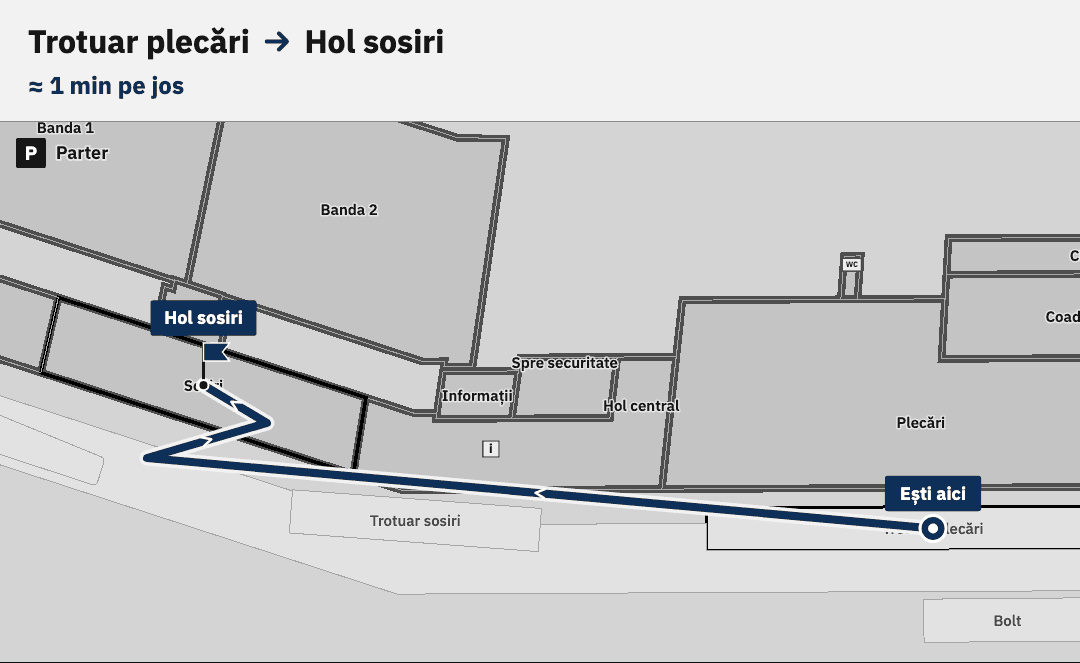 Trotuar plecări → Hol sosiri
≈ 1 min pe jos
Banda 1
P Parter
Banda 2
WC
Hol sosiri
Spre securitate
Informații
Hol central
Plecări
i
Ești aici
Trotuar sosiri
Bolt